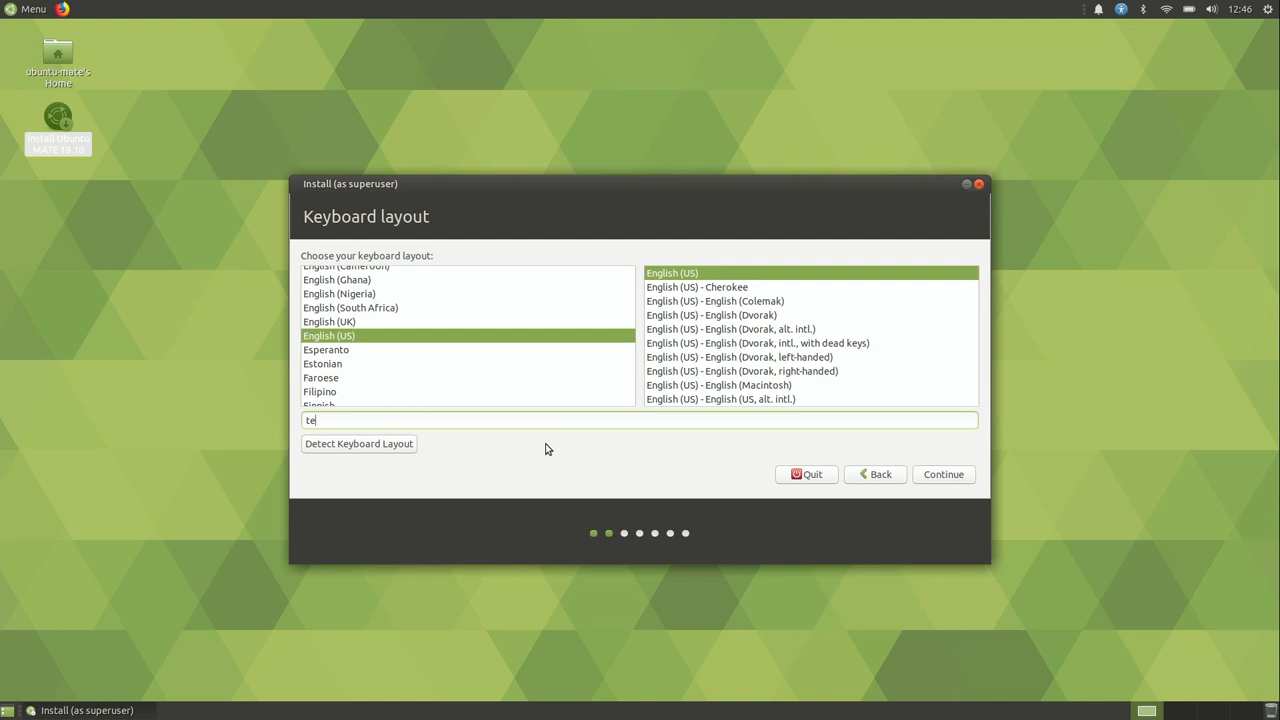 Menu
12:46
ubuntu-mate's
Home
Install Ubuntu
MATE 19.10
Install (as superuser)
Keyboard layout
Choose your keyboard layout:
English (Cameroon)
English (Ghana)
English (Nigeria)
English (South Africa)
English (UK)
English (US)
Esperanto
Estonian
Faroese
Filipino
Finnish
English (US)
English (US) - Cherokee
English (US) - English (Colemak)
English (US) - English (Dvorak)
English (US) - English (Dvorak, alt. intl.)
English (US) - English (Dvorak, intl., with dead keys)
English (US) - English (Dvorak, left-handed)
English (US) - English (Dvorak, right-handed)
English (US) - English (Macintosh)
English (US) - English (US, alt. intl.)
te
Detect Keyboard Layout
Quit
Back
Continue
Install (as superuser)